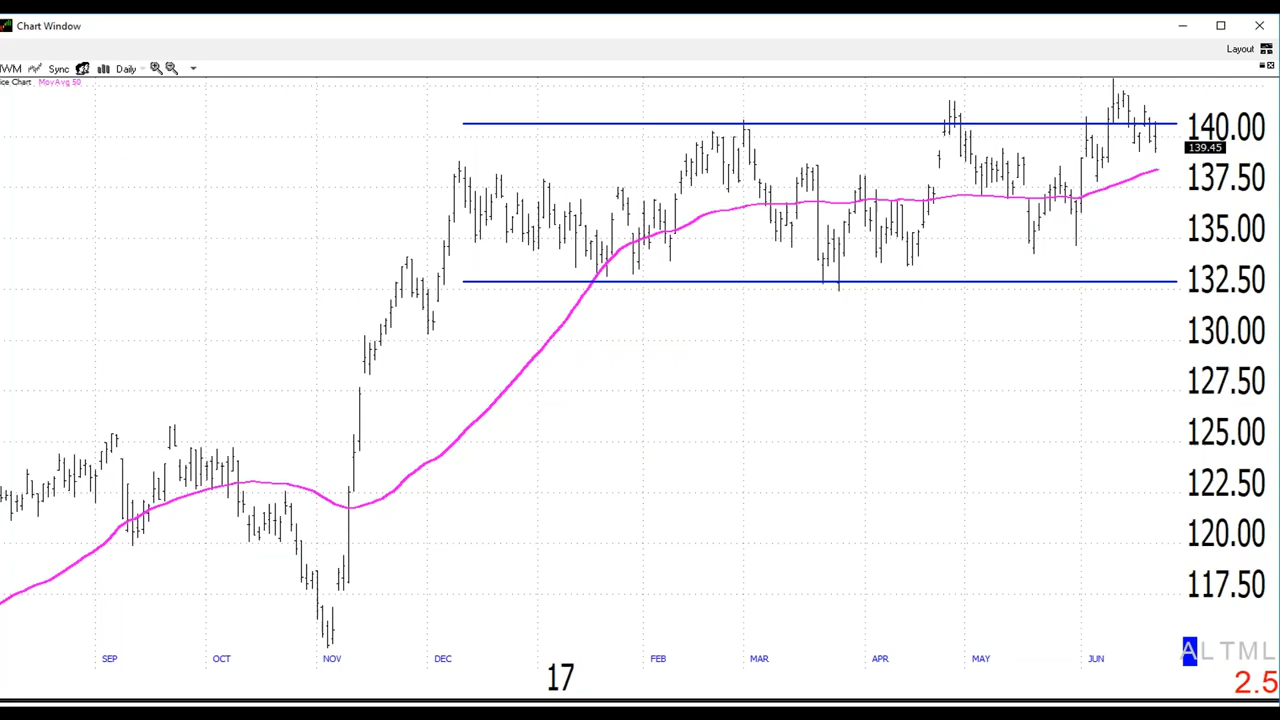 Chart Window
Layout
IWM Sync Daily
ice Chart MovAvg 50
140.00
139.45
137.50
135.00
132.50
130.00
127.50
125.00
122.50
120.00
117.50
SEP OCT NOV DEC 17 FEB MAR APR MAY JUN
ALTML
2.5